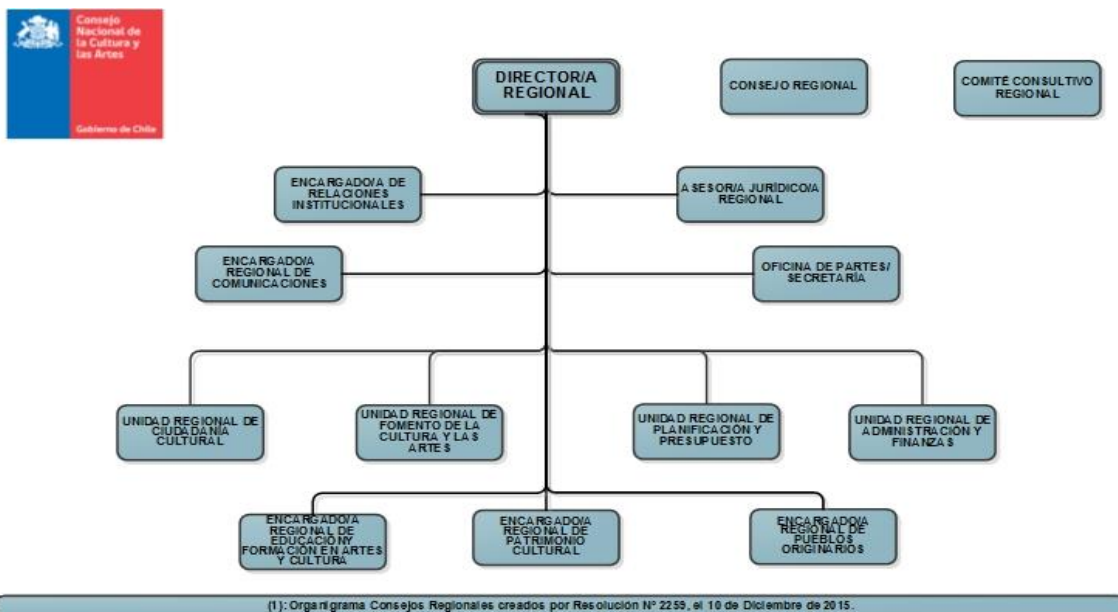 Consejo
Nacional de
la Cultura y
las Artes
Gobierno de Chile
DIRECTOR/A
REGIONAL
CONSEJO REGIONAL
COMITÉ CONSULTIVO
REGIONAL
ENCARGADO/A DE
RELACIONES
INSTITUCIONALES
ASESOR/A JURÍDICO/A
REGIONAL
ENCARGADO/A
REGIONAL DE
COMUNICACIONES
OFICINA DE PARTES/
SECRETARÍA
UNIDAD REGIONAL DE
CIUDADANÍA
CULTURAL
UNIDAD REGIONAL DE
FOMENTO DE LA
CULTURA Y LAS
ARTES
UNIDAD REGIONAL DE
PLANIFICACIÓN Y
PRESUPUESTO
UNIDAD REGIONAL DE
ADMINISTRACIÓN Y
FINANZAS
ENCARGADO/A
REGIONAL DE
EDUCACIÓN Y
FORMACIÓN EN ARTES
Y CULTURA
ENCARGADO/A
REGIONAL DE
PATRIMONIO
CULTURAL
ENCARGADO/A
REGIONAL DE
PUEBLOS
ORIGINARIOS
(1): Organigrama Consejos Regionales creados por Resolución Nº 2259, el 10 de Diciembre de 2015.